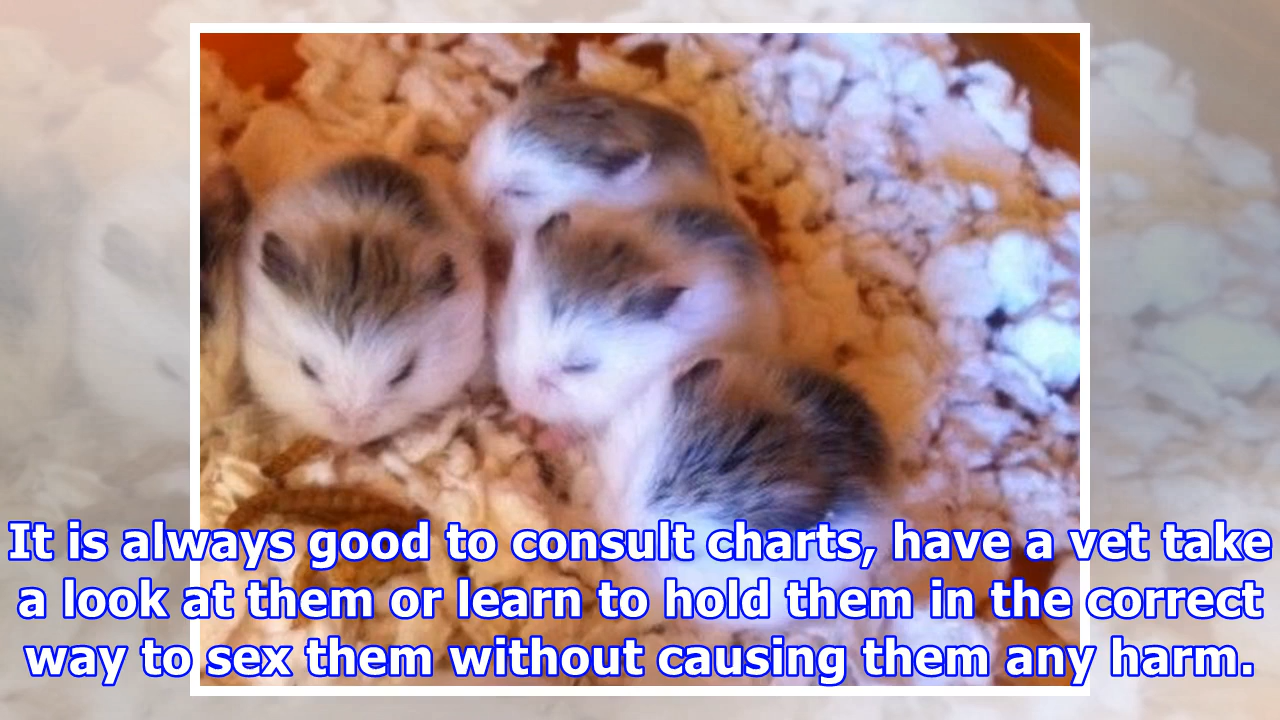 It is always good to consult charts, have a vet take
a look at them or learn to hold them in the correct
way to sex them without causing them any harm.